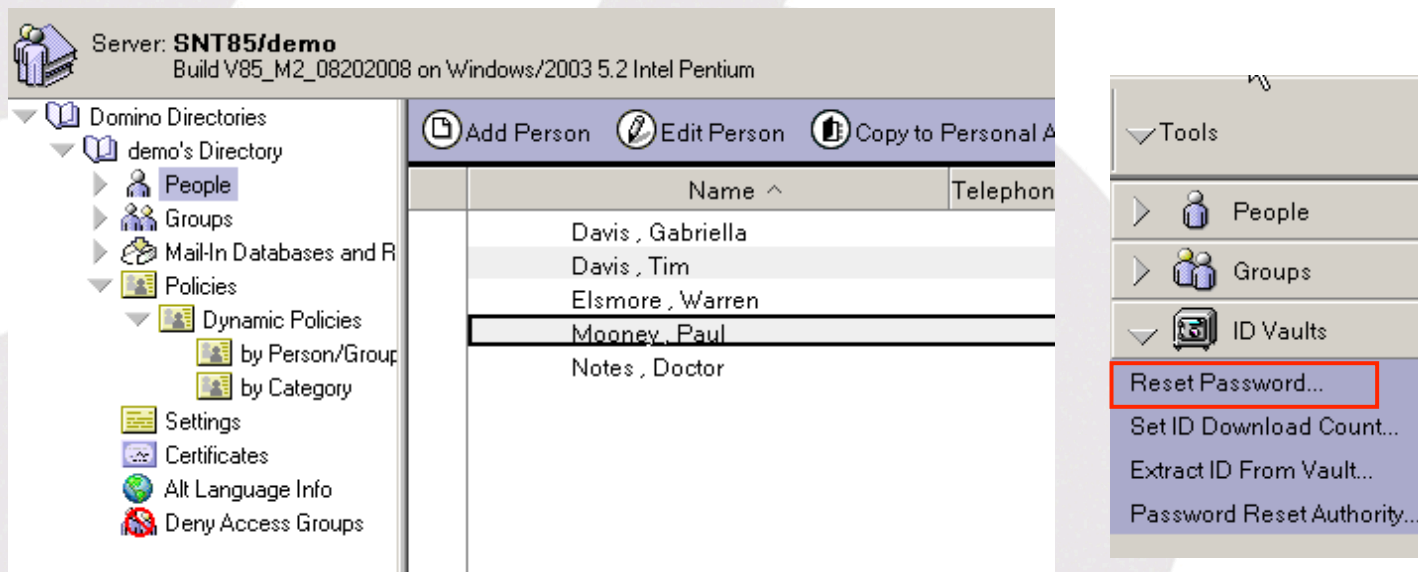 Server: SNT85/demo
Build V85_M2_08202008 on Windows/2003 5.2 Intel Pentium
Domino Directories
demo's Directory
People
Groups
Mail-In Databases and R
Policies
Dynamic Policies
by Person/Group
by Category
Settings
Certificates
Alt Language Info
Deny Access Groups
Add Person Edit Person Copy to Personal A
Name Telephon
Davis , Gabriella
Davis , Tim
Elsmore , Warren
Mooney , Paul
Notes , Doctor
Tools
People
Groups
ID Vaults
Reset Password...
Set ID Download Count...
Extract ID From Vault...
Password Reset Authority...